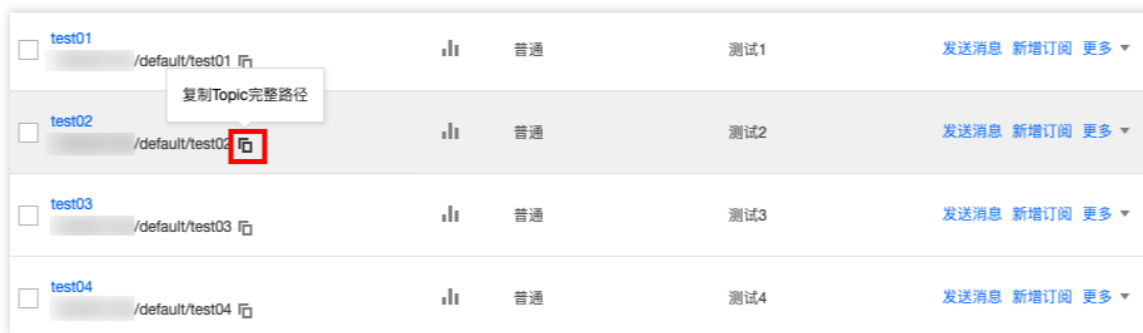 test01
/default/test01
普通
测试1
发送消息 新增订阅 更多
复制Topic完整路径
test02
/default/test02
普通
测试2
发送消息 新增订阅 更多
test03
/default/test03
普通
测试3
发送消息 新增订阅 更多
test04
/default/test04
普通
测试4
发送消息 新增订阅 更多